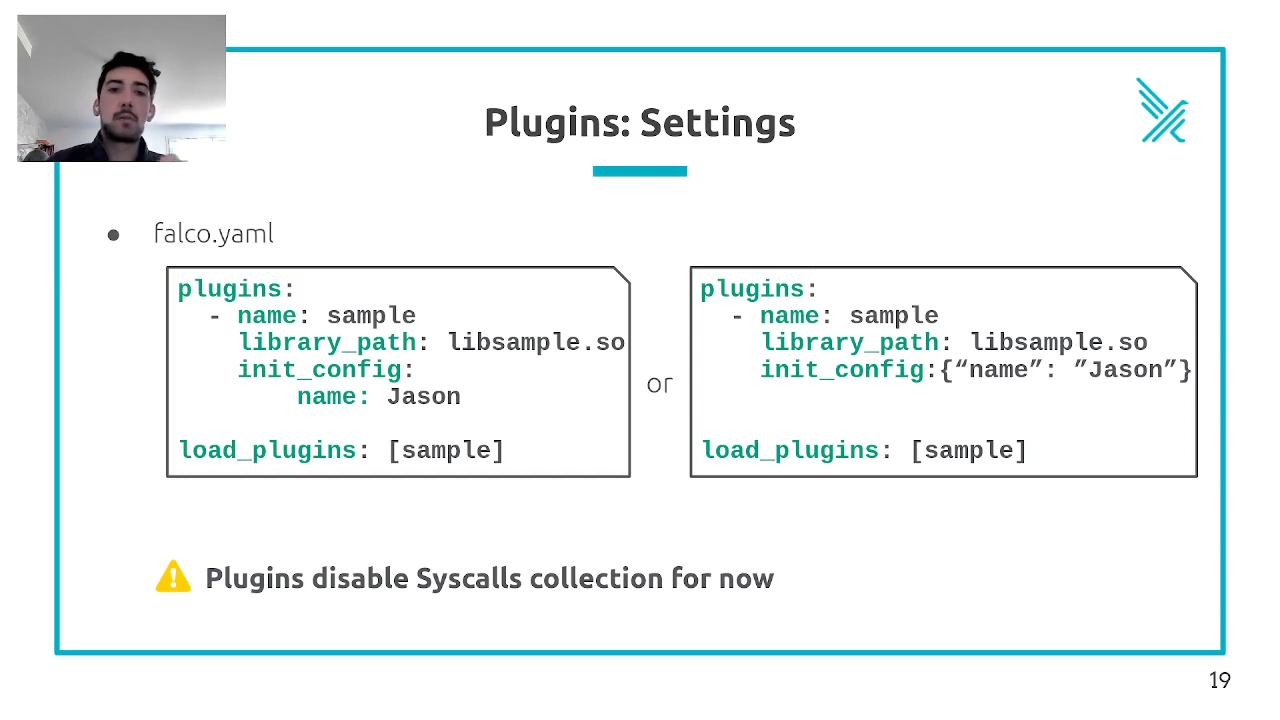 Plugins: Settings
● falco.yaml
plugins:
  - name: sample
    library_path: libsample.so
    init_config:
        name: Jason
load_plugins: [sample]
or
plugins:
  - name: sample
    library_path: libsample.so
    init_config:{“name”: ”Jason”}
load_plugins: [sample]
Plugins disable Syscalls collection for now
19